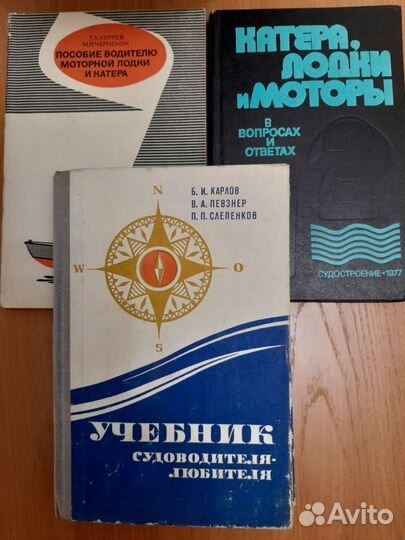 Т.А.КУРЯЕВ
М.Я.ЧЕРНЕНОК
ПОСОБИЕ ВОДИТЕЛЮ
МОТОРНОЙ ЛОДКИ
И КАТЕРА
КАТЕРА,
ЛОДКИ
и МОТОРЫ
В
ВОПРОСАХ И
ОТВЕТАХ
СУДОСТРОЕНИЕ•1977
Б. И. КАРЛОВ
В. А. ПЕВЗНЕР
П. П. СЛЕПЕНКОВ
N
W
O
S
УЧЕБНИК
СУДОВОДИТЕЛЯ-
ЛЮБИТЕЛЯ
Avito